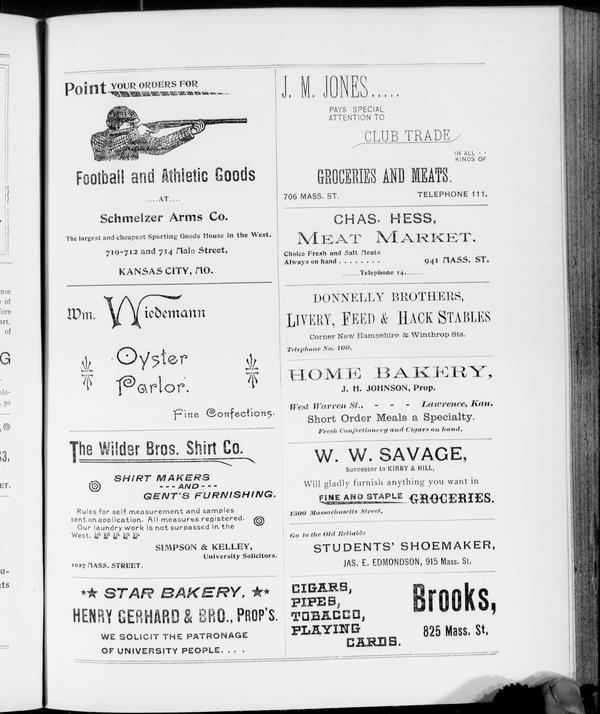 Point YOUR ORDERS FOR
Football and Athletic Goods
....AT....
Schmelzer Arms Co.
The largest and cheapest Sporting Goods House in the West.
710-712 and 714 Main Street,
KANSAS CITY, MO.
Wm. Wiedemann
Oyster
Parlor.
Fine Confections.
The Wilder Bros. Shirt Co.
SHIRT MAKERS
---AND---
GENT'S FURNISHING.
Rules for self measurement and samples
sent on application. All measures registered.
Our laundry work is not surpassed in the
West.
SIMPSON & KELLEY,
University Solicitors.
1027 MASS. STREET.
STAR BAKERY,
HENRY GERHARD & BRO., PROP'S.
WE SOLICIT THE PATRONAGE
OF UNIVERSITY PEOPLE....
J. M. JONES.....
PAYS SPECIAL
ATTENTION TO
CLUB TRADE
IN ALL - -
KINDS OF
GROCERIES AND MEATS.
706 MASS. ST. TELEPHONE 111.
CHAS. HESS,
MEAT MARKET.
Choice Fresh and Salt Meats
Always on hand . . . . . . . . 941 MASS. ST.
.......Telephone 14........
DONNELLY BROTHERS,
LIVERY, FEED & HACK STABLES
Corner New Hampshire & Winthrop Sts.
Telephone No. 100.
HOME BAKERY,
J. H. JOHNSON, Prop.
West Warren St., - - - Lawrence, Kan.
Short Order Meals a Specialty.
Fresh Confectionery and Cigars on hand.
W. W. SAVAGE,
Successor to KIRBY & HILL,
Will gladly furnish anything you want in
FINE AND STAPLE GROCERIES.
1300 Massachusetts Street.
Go to the Old Reliable
STUDENTS' SHOEMAKER,
JAS. E. EDMONDSON, 915 Mass. St.
CIGARS,
PIPES,
TOBACCO,
PLAYING
CARDS.
Brooks,
825 Mass. St,